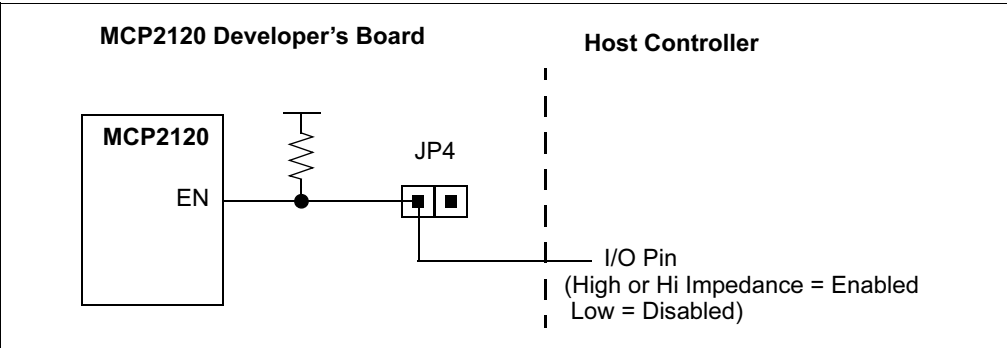 MCP2120 Developer's Board
Host Controller
MCP2120
JP4
EN
I/O Pin
(High or Hi Impedance = Enabled
Low = Disabled)